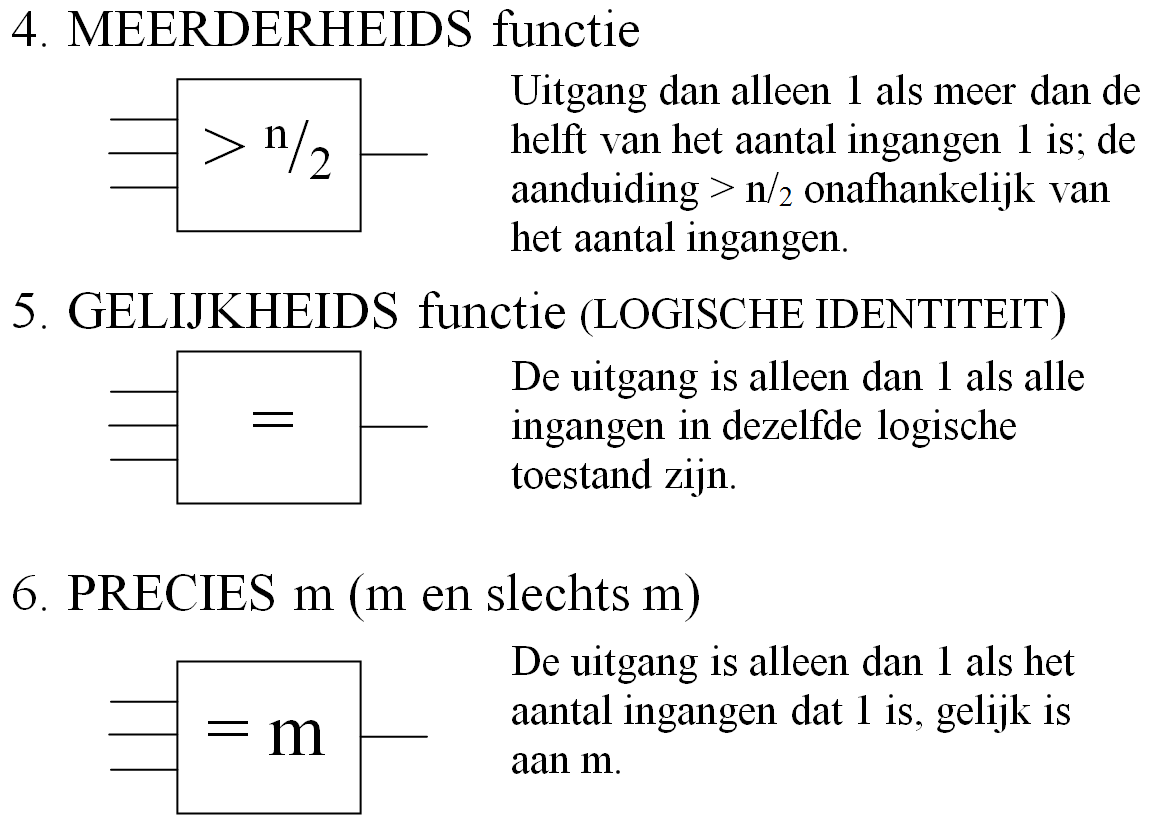 4. MEERDERHEIDS functie
> n/2
Uitgang dan alleen 1 als meer dan de
helft van het aantal ingangen 1 is; de
aanduiding > n/2 onafhankelijk van
het aantal ingangen.
5. GELIJKHEIDS functie (LOGISCHE IDENTITEIT)
=
De uitgang is alleen dan 1 als alle
ingangen in dezelfde logische
toestand zijn.
6. PRECIES m (m en slechts m)
= m
De uitgang is alleen dan 1 als het
aantal ingangen dat 1 is, gelijk is
aan m.